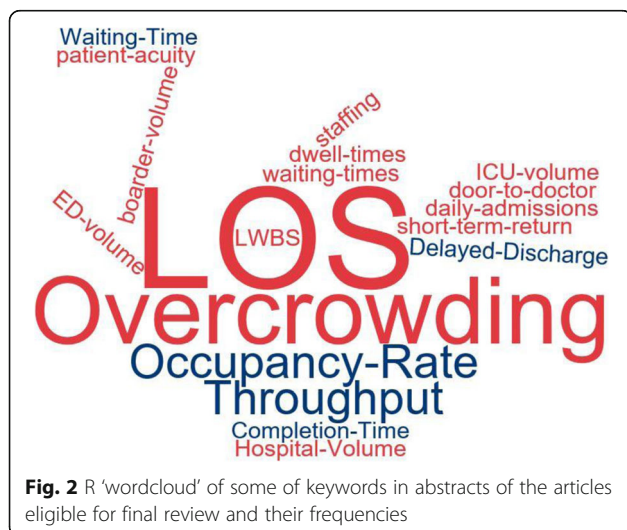 Waiting-Time
patient-acuity
boarder-volume
staffing
dwell-times
waiting-times
ICU-volume
door-to-doctor
daily-admissions
short-term-return
ED-volume
LOS
LWBS
Delayed-Discharge
Overcrowding
Occupancy-Rate
Throughput
Completion-Time
Hospital-Volume
Fig. 2 R ‘wordcloud’ of some of keywords in abstracts of the articles
eligible for final review and their frequencies